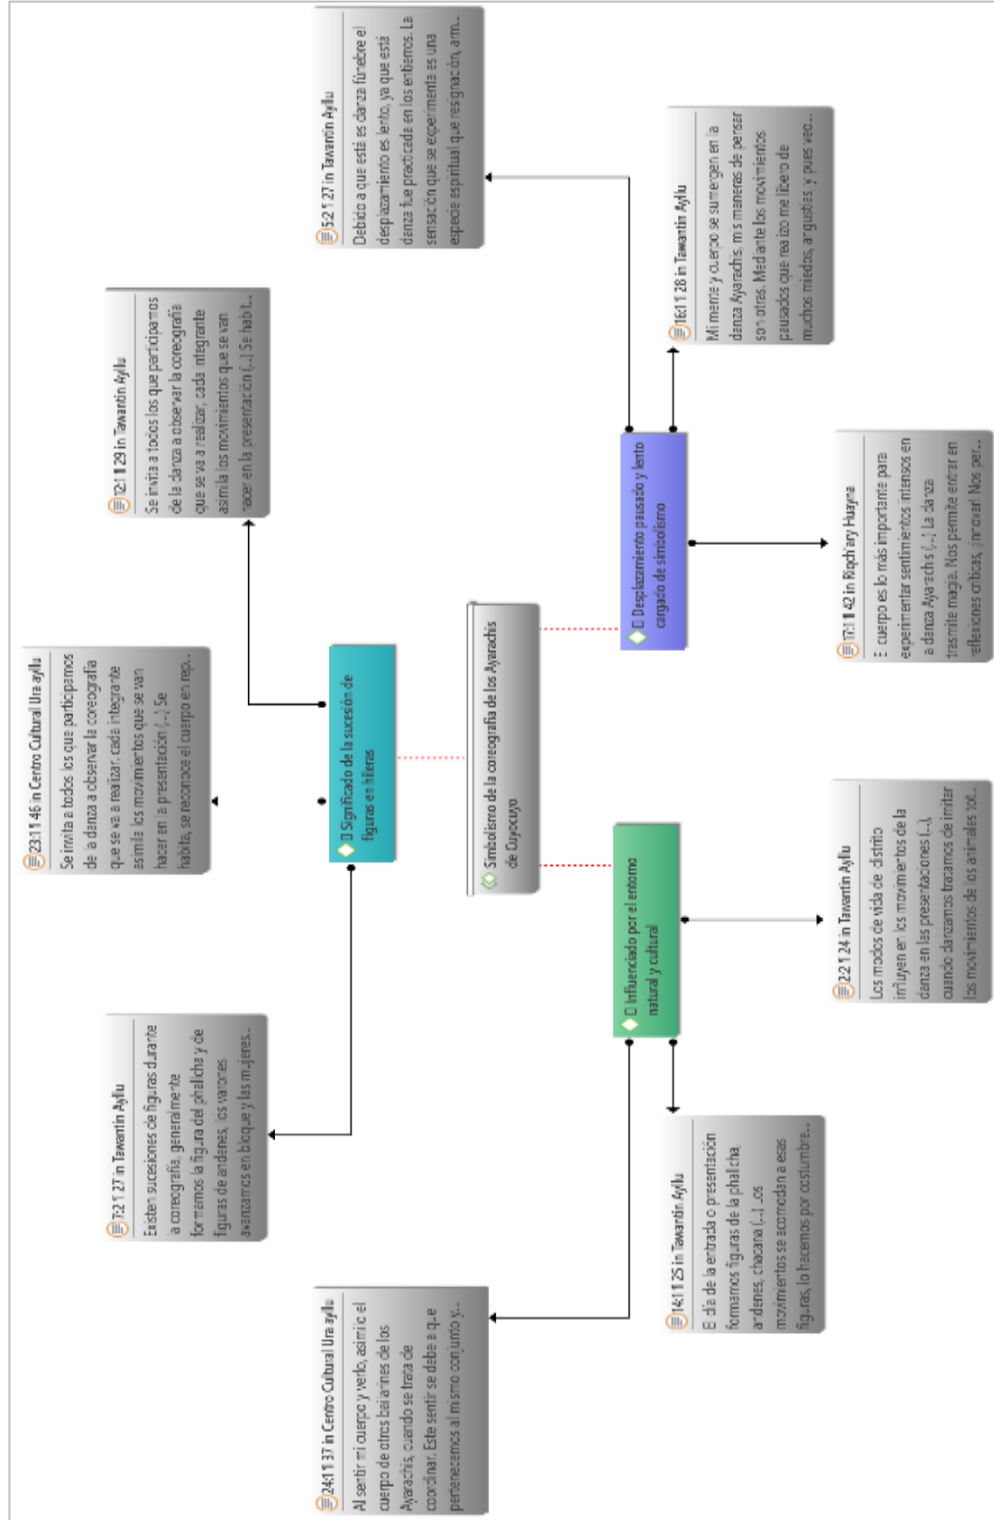 24:1 ¶ 37 in Centro Cultural Ura ayllu
Al sentir mi cuerpo y verlo, asimilo el
cuerpo de otros bailarines de los
Ayarachis, cuando se trata de
coordinar. Este sentir se debe a que
pertenecemos al mismo conjunto y...
7:2 ¶ 27 in Tawantin Ayllu
Existen sucesiones de figuras durante
la coreografía, generalmente
formamos la figura del phalicha y de
figuras de andenes, los varones
avanzamos en bloque y las mujeres...
23:1 ¶ 46 in Centro Cultural Ura ayllu
Se invita a todos los que participamos
de la danza a observar la coreografía
que se va a realizar, cada integrante
asimila los movimientos que se van
hacer en la presentación (...) Se
habita, se reconoce el cuerpo en rep...
12:1 ¶ 29 in Tawantin Ayllu
Se invita a todos los que participamos
de la danza a observar la coreografía
que se va a realizar, cada integrante
asimila los movimientos que se van
hacer en la presentación (...) Se habit...
5:2 ¶ 27 in Tawantin Ayllu
Debido a que está es danza fúnebre el
desplazamiento es lento, ya que está
danza fue practicada en los entierros. La
sensación que se experimenta es una
especie espiritual que resignación, arm...
Significado de la sucesión de
figuras en hileras
Simbolismo de la coreografía de los Ayarachis
de Cuyocuyo
Influenciado por el entorno
natural y cultural
Desplazamiento pausado y lento
cargado de simbolismo
14:1 ¶ 25 in Tawantin Ayllu
El día de la entrada o presentación
formamos figuras de la phalicha,
andenes, chacana (...) Los
movimientos se acomodan a esas
figuras, lo hacemos por costumbre...
2:2 ¶ 24 in Tawantin Ayllu
Los modos de vida del distrito
influyen en los movimientos de la
danza en las presentaciones (...),
cuando danzamos tratamos de imitar
los movimientos de los animales tot...
17:1 ¶ 42 in Riqch'ary Huayna
El cuerpo es lo más importante para
experimentar sentimientos intensos en
la danza Ayarachis (...) La danza
trasmite magia. Nos permite entrar en
reflexiones críticas, ¡innovar! Nos per...
16:1 ¶ 28 in Tawantin Ayllu
Mi mente y cuerpo se sumergen en la
danza Ayarachis, mis maneras de pensar
son otras. Mediante los movimientos
pausados que realizo me libero de
muchos miedos, angustias, y pues veo...